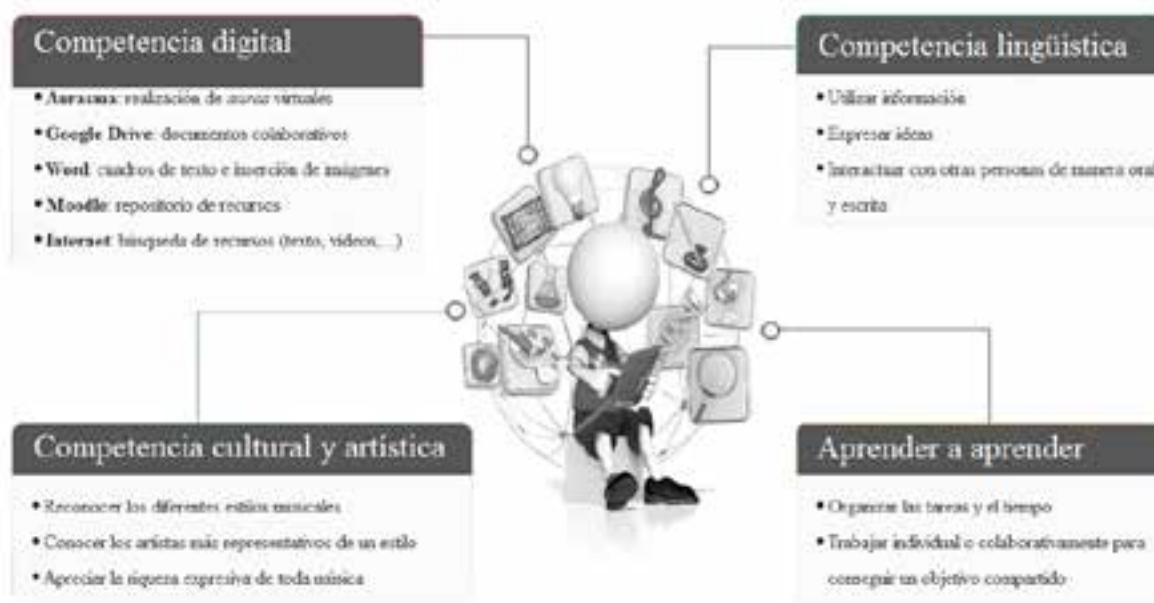 Competencia digital
• Aurasma: realización de auras virtuales
• Google Drive: documentos colaborativos
• Word: cuadros de texto e inserción de imágenes
• Moodle: repositorio de recursos
• Internet: búsqueda de recursos (texto, vídeos,...)
Competencia lingüística
• Utilizar información
• Expresar ideas
• Interactuar con otras personas de manera oral
y escrita
Competencia cultural y artística
• Reconocer los diferentes estilos musicales
• Conocer los artistas más representativos de un estilo
• Apreciar la riqueza expresiva de toda música
Aprender a aprender
• Organizar las tareas y el tiempo
• Trabajar individual o colaborativamente para
conseguir un objetivo compartido